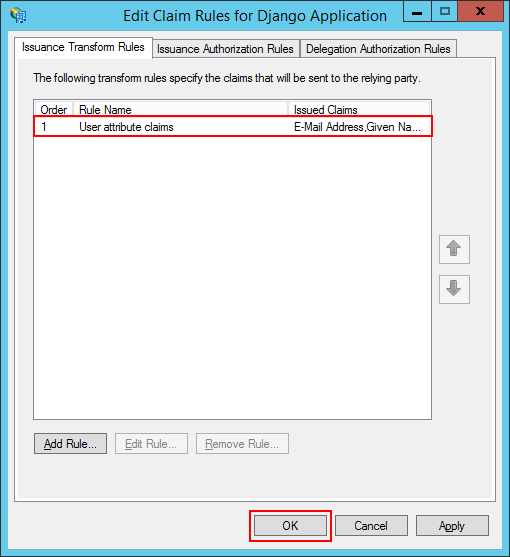 Edit Claim Rules for Django Application
Issuance Transform Rules Issuance Authorization Rules Delegation Authorization Rules
The following transform rules specify the claims that will be sent to the relying party.
Order Rule Name Issued Claims
1 User attribute claims E-Mail Address,Given Na...
Add Rule... Edit Rule... Remove Rule...
OK Cancel Apply